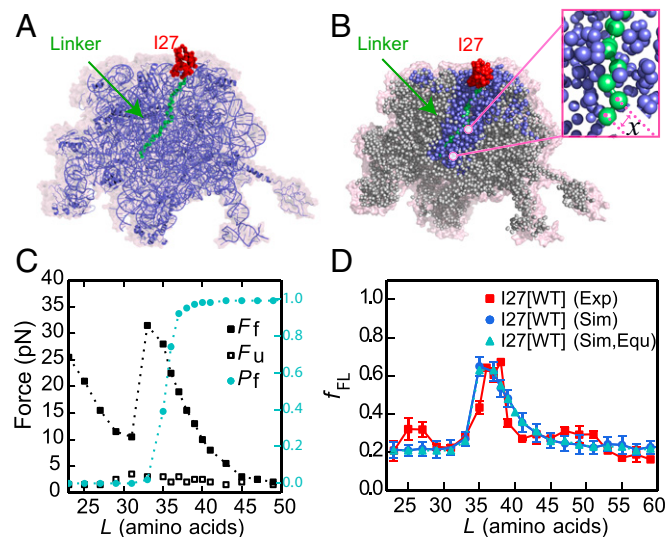 A
I27
Linker
B
I27
Linker
x
C
40
35
30
25
20
15
10
5
0
Force (pN)
1.0
0.8
0.6
0.4
0.2
0.0
Ff
Fu
Pf
25 30 35 40 45 50
L (amino acids)
D
1.0
0.8
0.6
0.4
0.2
0.0
fFL
I27[WT] (Exp)
I27[WT] (Sim)
I27[WT] (Sim,Equ)
25 30 35 40 45 50 55 60
L (amino acids)